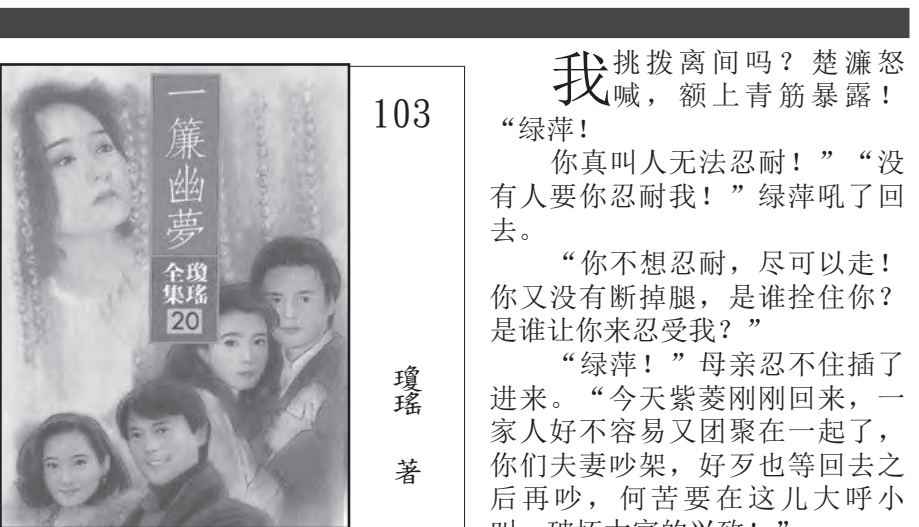 一
簾
幽
夢
瓊瑤
全集
20
103
瓊瑤 著
我挑拨离间吗？楚濂怒
喊，额上青筋暴露！
“绿萍！
你真叫人无法忍耐！”“没
有人要你忍耐我！”绿萍吼了回
去。
“你不想忍耐，尽可以走！
你又没有断掉腿，是谁拴住你？
是谁让你来忍受我？”
“绿萍！”母亲忍不住插了
进来。“今天紫菱刚刚回来，一
家人好不容易又团聚在一起了，
你们夫妻吵架，好歹也等回去之
后再吵，何苦要在这儿大呼小